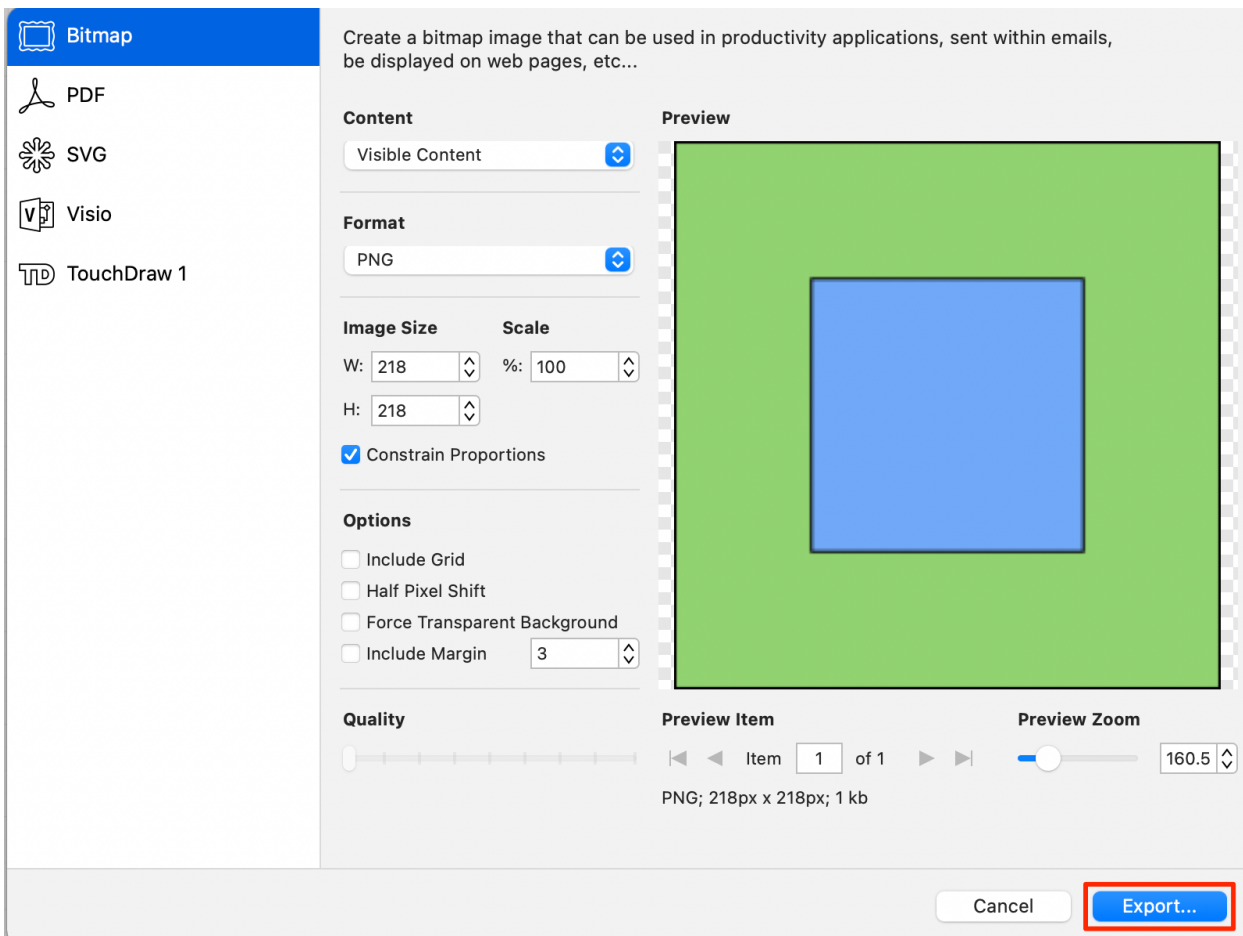 Bitmap
PDF
SVG
Visio
TouchDraw 1
Create a bitmap image that can be used in productivity applications, sent within emails,
be displayed on web pages, etc...
Content
Visible Content
Format
PNG
Image Size Scale
W: 218 %: 100
H: 218
Constrain Proportions
Options
Include Grid
Half Pixel Shift
Force Transparent Background
Include Margin 3
Quality
Preview
Preview Item Preview Zoom
Item 1 of 1 160.5
PNG; 218px x 218px; 1 kb
Cancel Export...